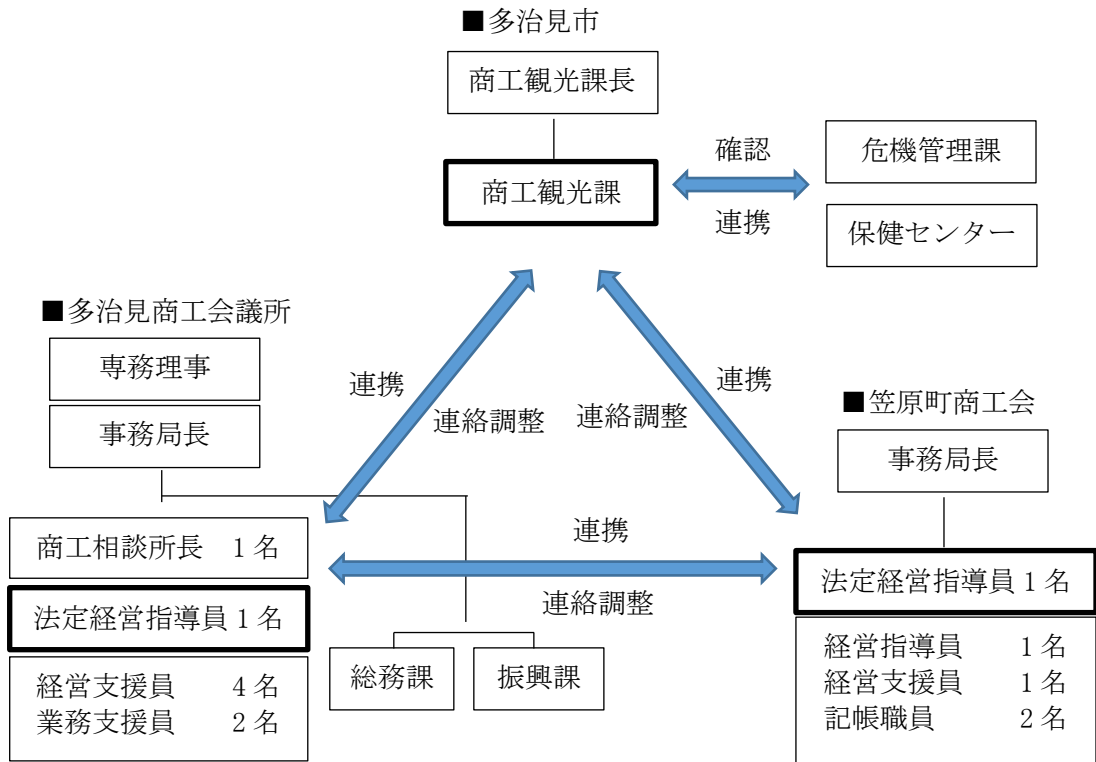 ■多治見市
商工観光課長
商工観光課
確認
連携
危機管理課
保健センター
■多治見商工会議所
専務理事
事務局長
連携
連絡調整
連携
連絡調整
■笠原町商工会
事務局長
商工相談所長 1名
法定経営指導員1名
経営支援員 4名
業務支援員 2名
総務課
振興課
連携
連絡調整
法定経営指導員1名
経営指導員 1名
経営支援員 1名
記帳職員 2名